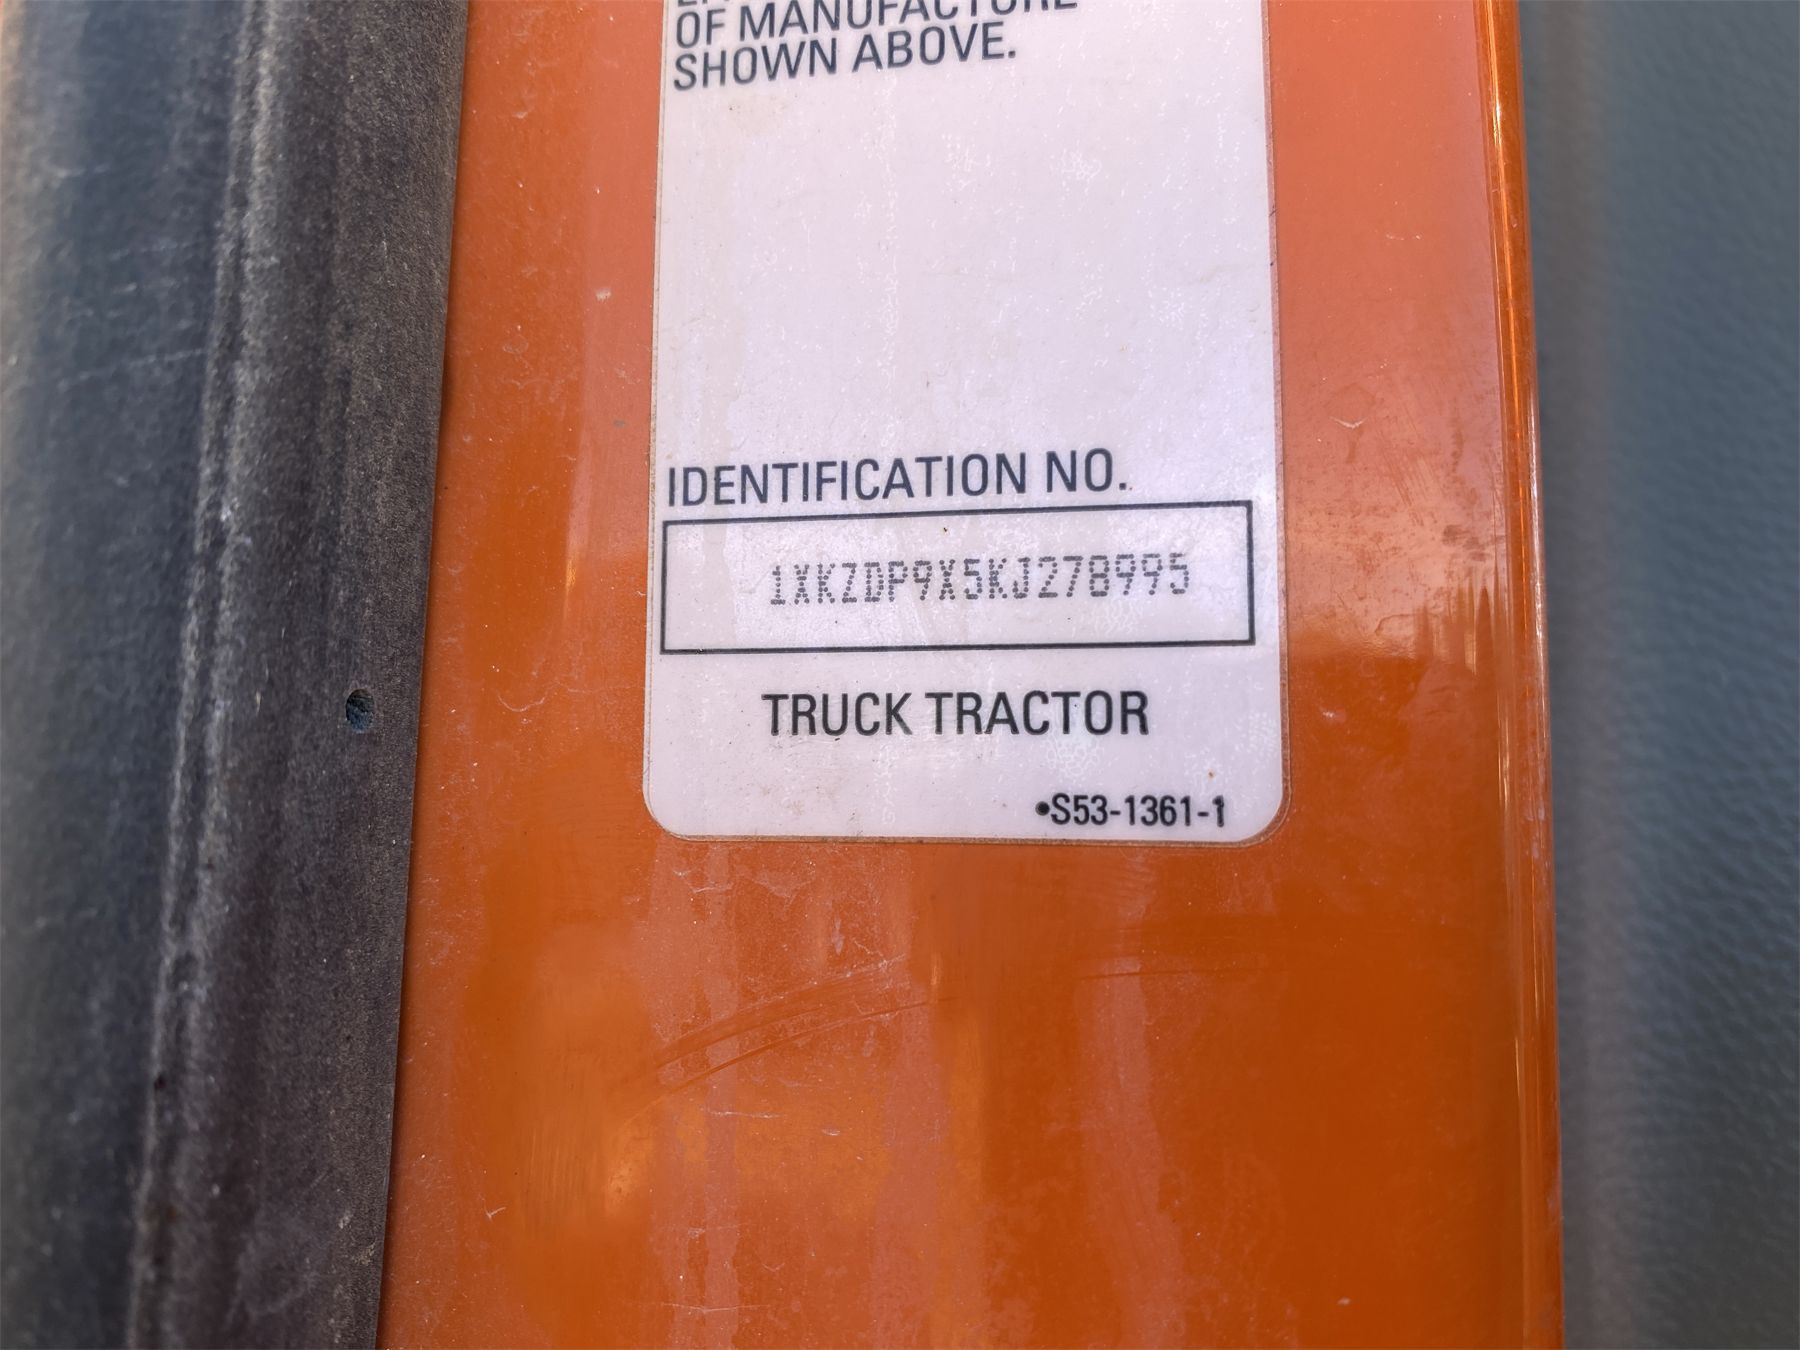 OF MANUFACTURE
SHOWN ABOVE.
IDENTIFICATION NO.
1XKZDP9X5KJ278995
TRUCK TRACTOR
•S53-1361-1